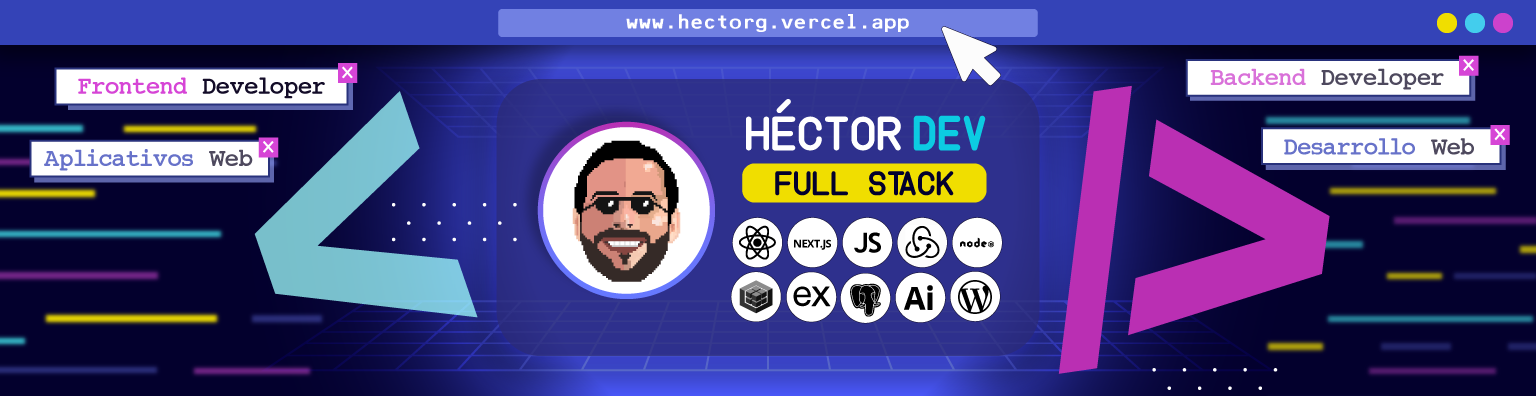 www.hectorg.vercel.app
Frontend Developer
Aplicativos Web
Backend Developer
Desarrollo Web
HÉCTOR DEV
FULL STACK
NEXT.JS
JS
node
ex
Ai
W